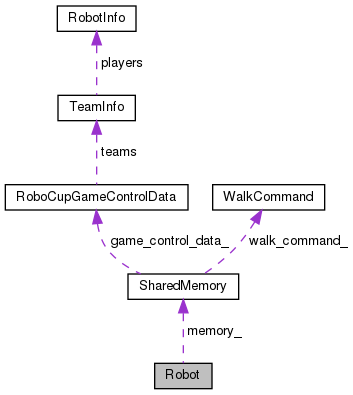 RobotInfo
players
TeamInfo
teams
RoboCupGameControlData
WalkCommand
game_control_data_
walk_command_
SharedMemory
memory_
Robot